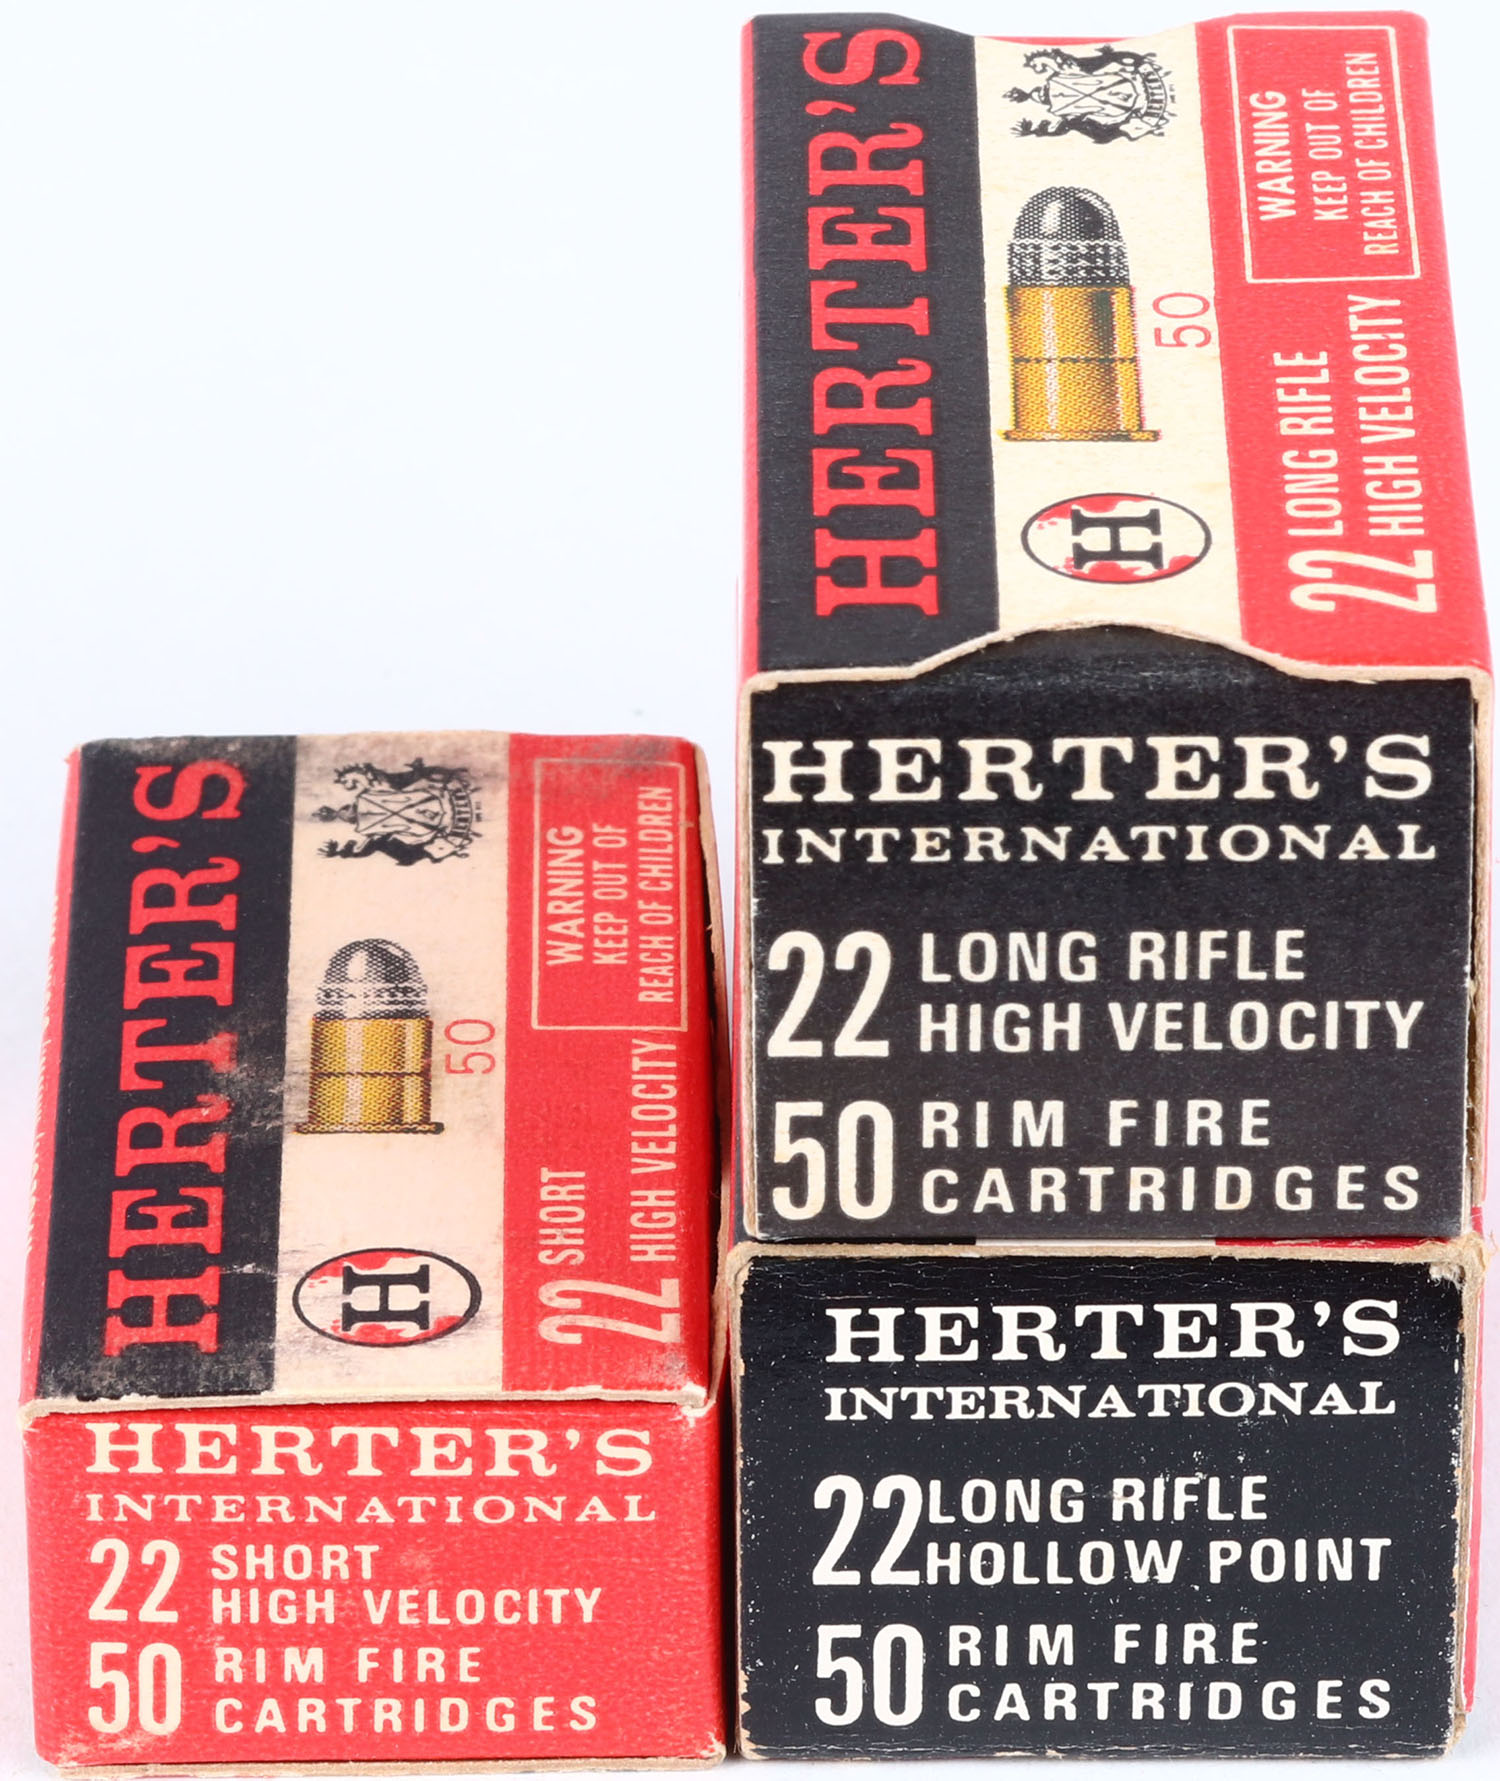 HERTER'S
HERTER'S
50
H
WARNING
KEEP OUT OF
REACH OF CHILDREN
22 LONG RIFLE
HIGH VELOCITY
HERTER'S
INTERNATIONAL
22 LONG RIFLE
HIGH VELOCITY
50 RIM FIRE
CARTRIDGES
HERTER'S
HERTER'S
50
H
WARNING
KEEP OUT OF
REACH OF CHILDREN
22 SHORT
HIGH VELOCITY
HERTER'S
INTERNATIONAL
22 SHORT
HIGH VELOCITY
50 RIM FIRE
CARTRIDGES
HERTER'S
INTERNATIONAL
22 LONG RIFLE
HOLLOW POINT
50 RIM FIRE
CARTRIDGES